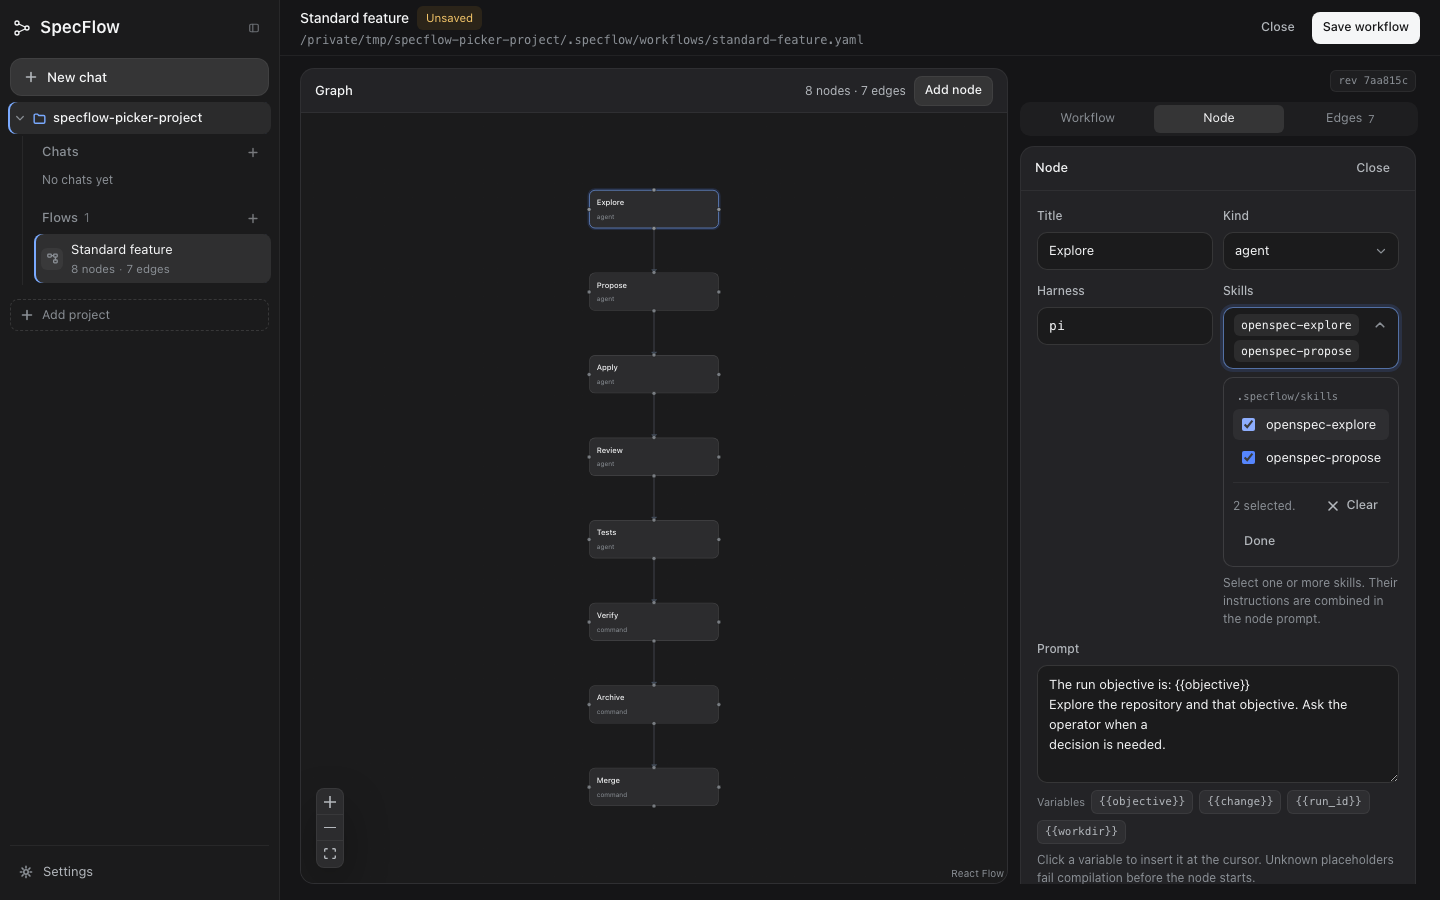 SpecFlow
New chat
specflow-picker-project
Chats
No chats yet
Flows 1
Standard feature
8 nodes · 7 edges
Add project
Settings
Standard feature Unsaved
/private/tmp/specflow-picker-project/.specflow/workflows/standard-feature.yaml
Close Save workflow
Graph 8 nodes · 7 edges Add node
Explore
agent
Propose
agent
Apply
agent
Review
agent
Tests
agent
Verify
command
Archive
command
Merge
command
React Flow
rev 7aa815c
Workflow Node Edges 7
Node Close
Title Kind
Explore agent
Harness Skills
pi openspec-explore
openspec-propose
.specflow/skills
openspec-explore
openspec-propose
2 selected. Clear
Done
Select one or more skills. Their
instructions are combined in
the node prompt.
Prompt
The run objective is: {{objective}}
Explore the repository and that objective. Ask the
operator when a
decision is needed.
Variables {{objective}} {{change}} {{run_id}}
{{workdir}}
Click a variable to insert it at the cursor. Unknown placeholders
fail compilation before the node starts.